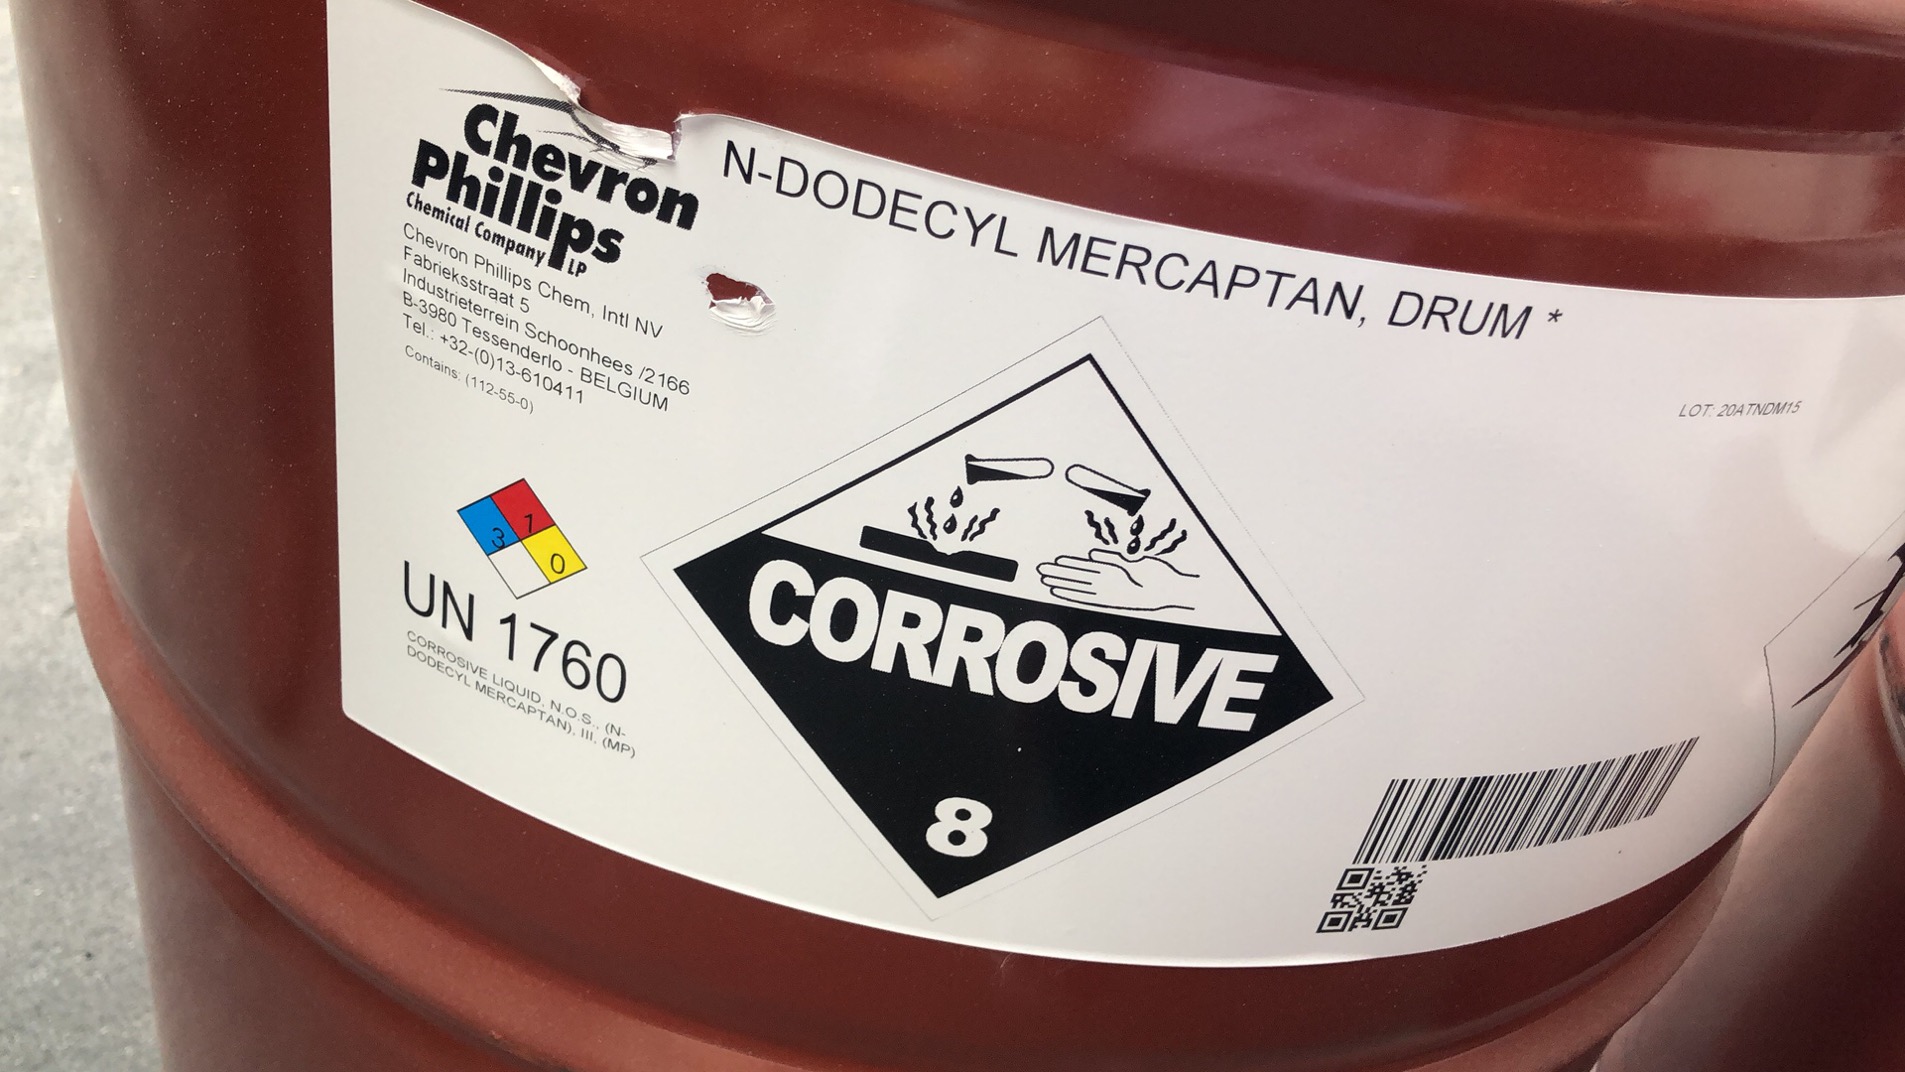 Chevron
Phillips
Chemical Company LP
Chevron Phillips Chem, Intl NV
Fabrieksstraat 5
Industrieterrein Schoonhees /2166
B-3980 Tessenderlo - BELGIUM
Tel.: +32-(0)13-610411
Contains: (112-55-0)
N-DODECYL MERCAPTAN, DRUM *
LOT: 20ATNDM15
3
1
0
UN 1760
CORROSIVE LIQUID, N.O.S., (N-
DODECYL MERCAPTAN), III, (MP)
CORROSIVE
8